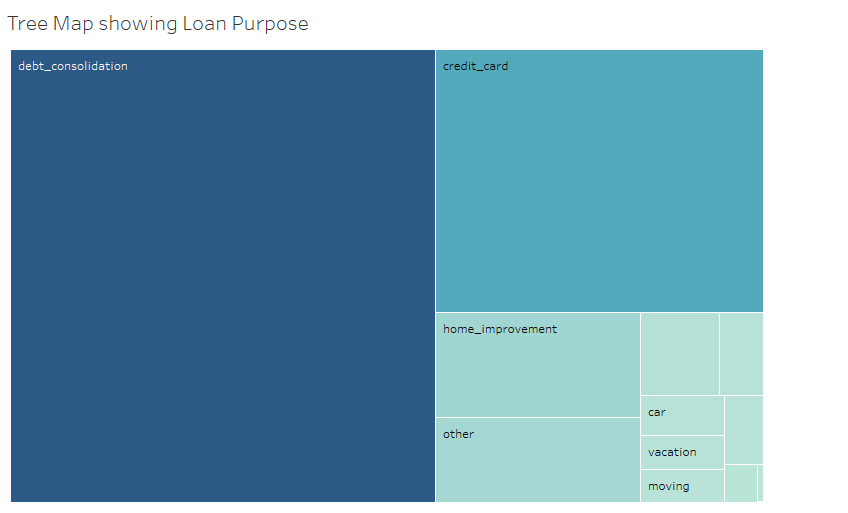 Tree Map showing Loan Purpose
debt_consolidation
credit_card
home_improvement
other
car
vacation
moving